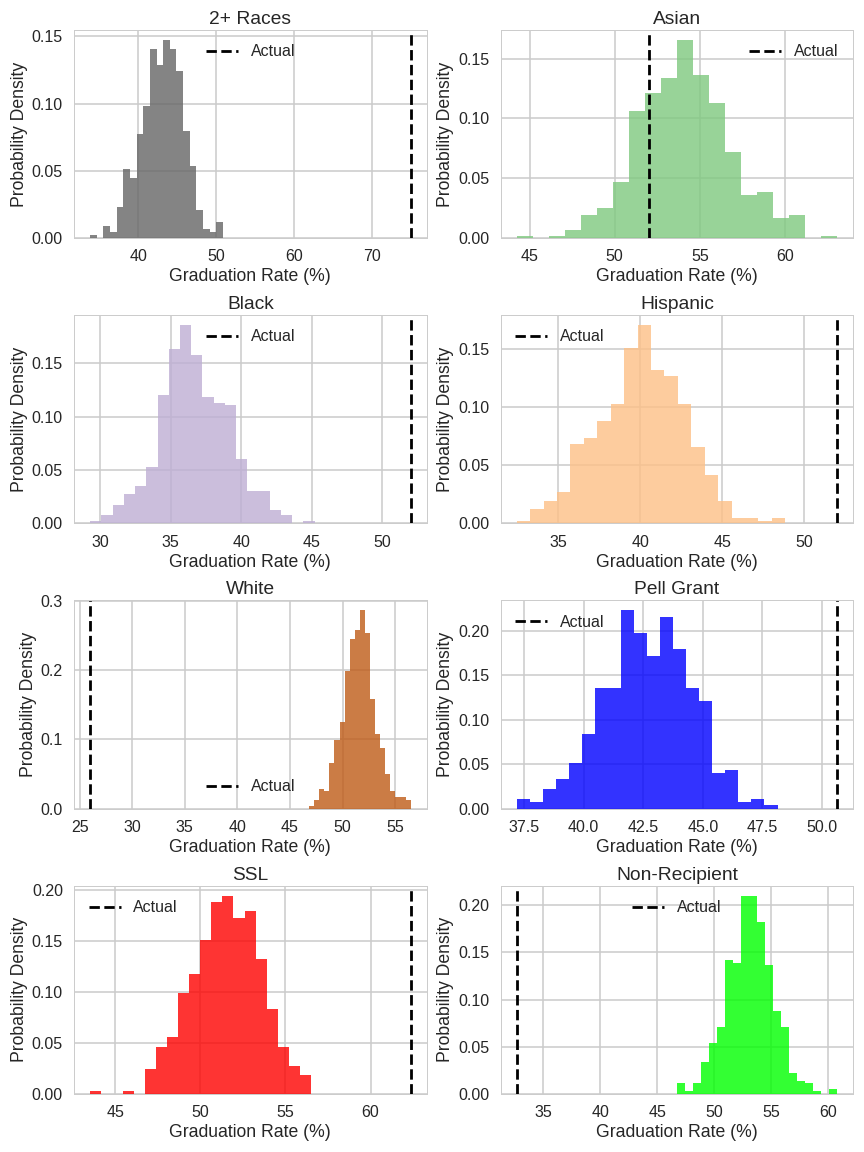 2+ Races
Probability Density
0.15
0.10
0.05
0.00
Actual
40 50 60 70
Graduation Rate (%)
Asian
Probability Density
0.15
0.10
0.05
0.00
Actual
45 50 55 60
Graduation Rate (%)
Black
Probability Density
0.15
0.10
0.05
0.00
Actual
30 35 40 45 50
Graduation Rate (%)
Hispanic
Probability Density
0.15
0.10
0.05
0.00
Actual
35 40 45 50
Graduation Rate (%)
White
Probability Density
0.3
0.2
0.1
0.0
Actual
25 30 35 40 45 50 55
Graduation Rate (%)
Pell Grant
Probability Density
0.20
0.15
0.10
0.05
0.00
Actual
37.5 40.0 42.5 45.0 47.5 50.0
Graduation Rate (%)
SSL
Probability Density
0.20
0.15
0.10
0.05
0.00
Actual
45 50 55 60
Graduation Rate (%)
Non-Recipient
Probability Density
0.20
0.15
0.10
0.05
0.00
Actual
35 40 45 50 55 60
Graduation Rate (%)